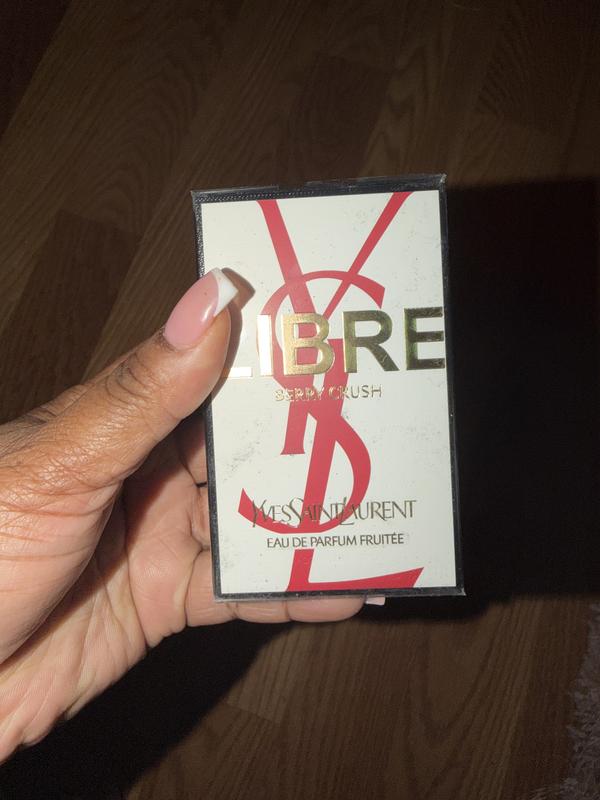 LIBRE
BERRY CRUSH
YVESSAINTLAURENT
EAU DE PARFUM FRUITÉE
YSL